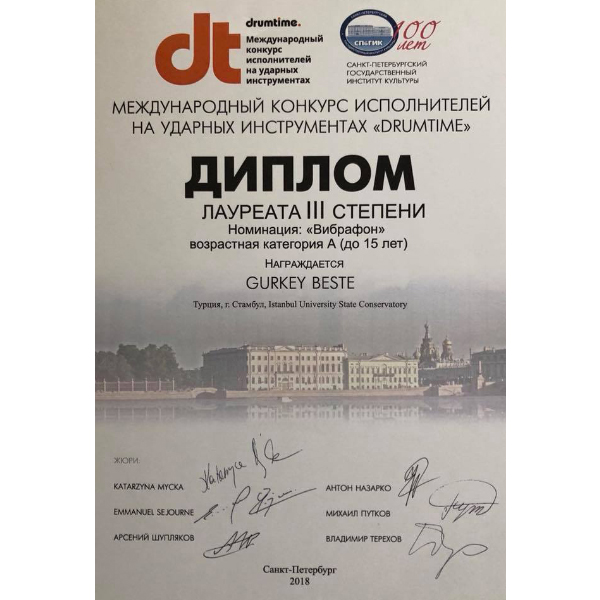 dt
drumtime.
Международный
конкурс
исполнителей
на ударных
инструментах
СПбГИК
100
лет
САНКТ-ПЕТЕРБУРГСКИЙ
ГОСУДАРСТВЕННЫЙ
ИНСТИТУТ КУЛЬТУРЫ
МЕЖДУНАРОДНЫЙ КОНКУРС ИСПОЛНИТЕЛЕЙ
НА УДАРНЫХ ИНСТРУМЕНТАХ «DRUMTIME»
ДИПЛОМ
ЛАУРЕАТА III СТЕПЕНИ
Номинация: «Вибрафон»
возрастная категория А (до 15 лет)
НАГРАЖДАЕТСЯ
GURKEY BESTE
Турция, г. Стамбул, Istanbul University State Conservatory
ЖЮРИ:
KATARZYNA MYCKA
EMMANUEL SEJOURNE
АРСЕНИЙ ШУПЛЯКОВ
АНТОН НАЗАРКО
МИХАИЛ ПУТКОВ
ВЛАДИМИР ТЕРЕХОВ
Санкт-Петербург
2018